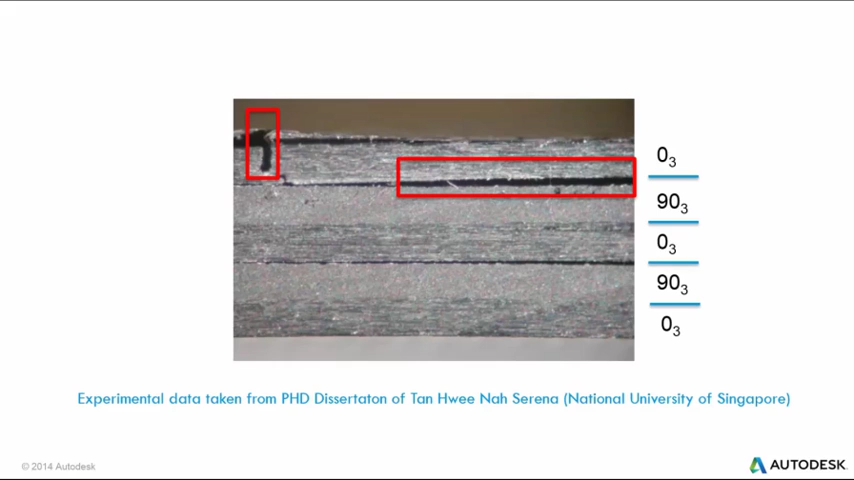 0₃
90₃
0₃
90₃
0₃
Experimental data taken from PHD Dissertaton of Tan Hwee Nah Serena (National University of Singapore)
© 2014 Autodesk
AUTODESK.